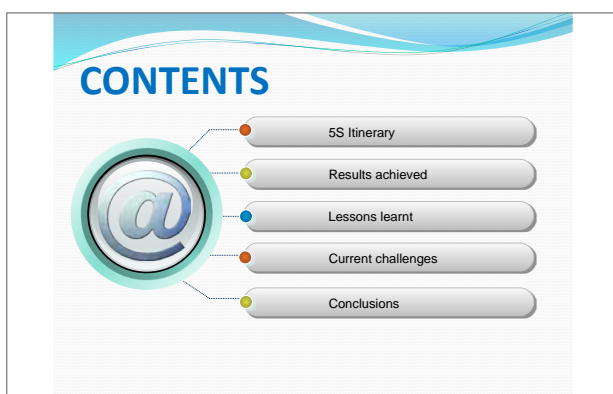 CONTENTS
5S Itinerary
Results achieved
Lessons learnt
Current challenges
Conclusions
@